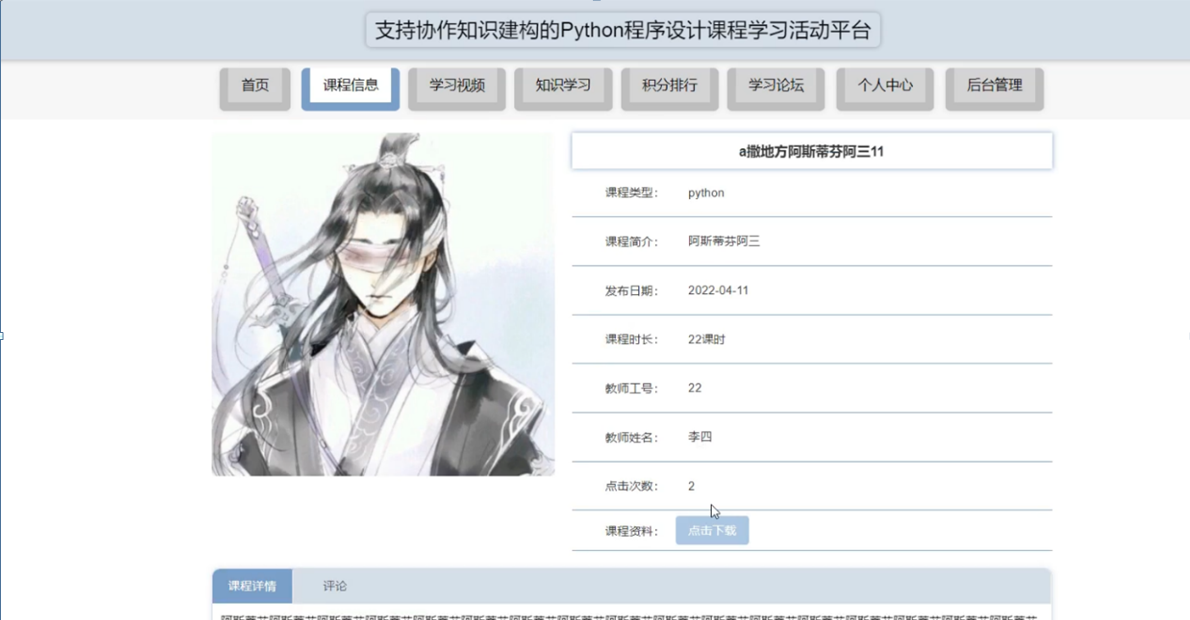 支持协作知识建构的Python程序设计课程学习活动平台
首页 课程信息 学习视频 知识学习 积分排行 学习论坛 个人中心 后台管理
a撒地方阿斯蒂芬阿三11
课程类型： python
课程简介： 阿斯蒂芬阿三
发布日期： 2022-04-11
课程时长： 22课时
教师工号： 22
教师姓名： 李四
点击次数： 2
课程资料： 点击下载
课程详情 评论